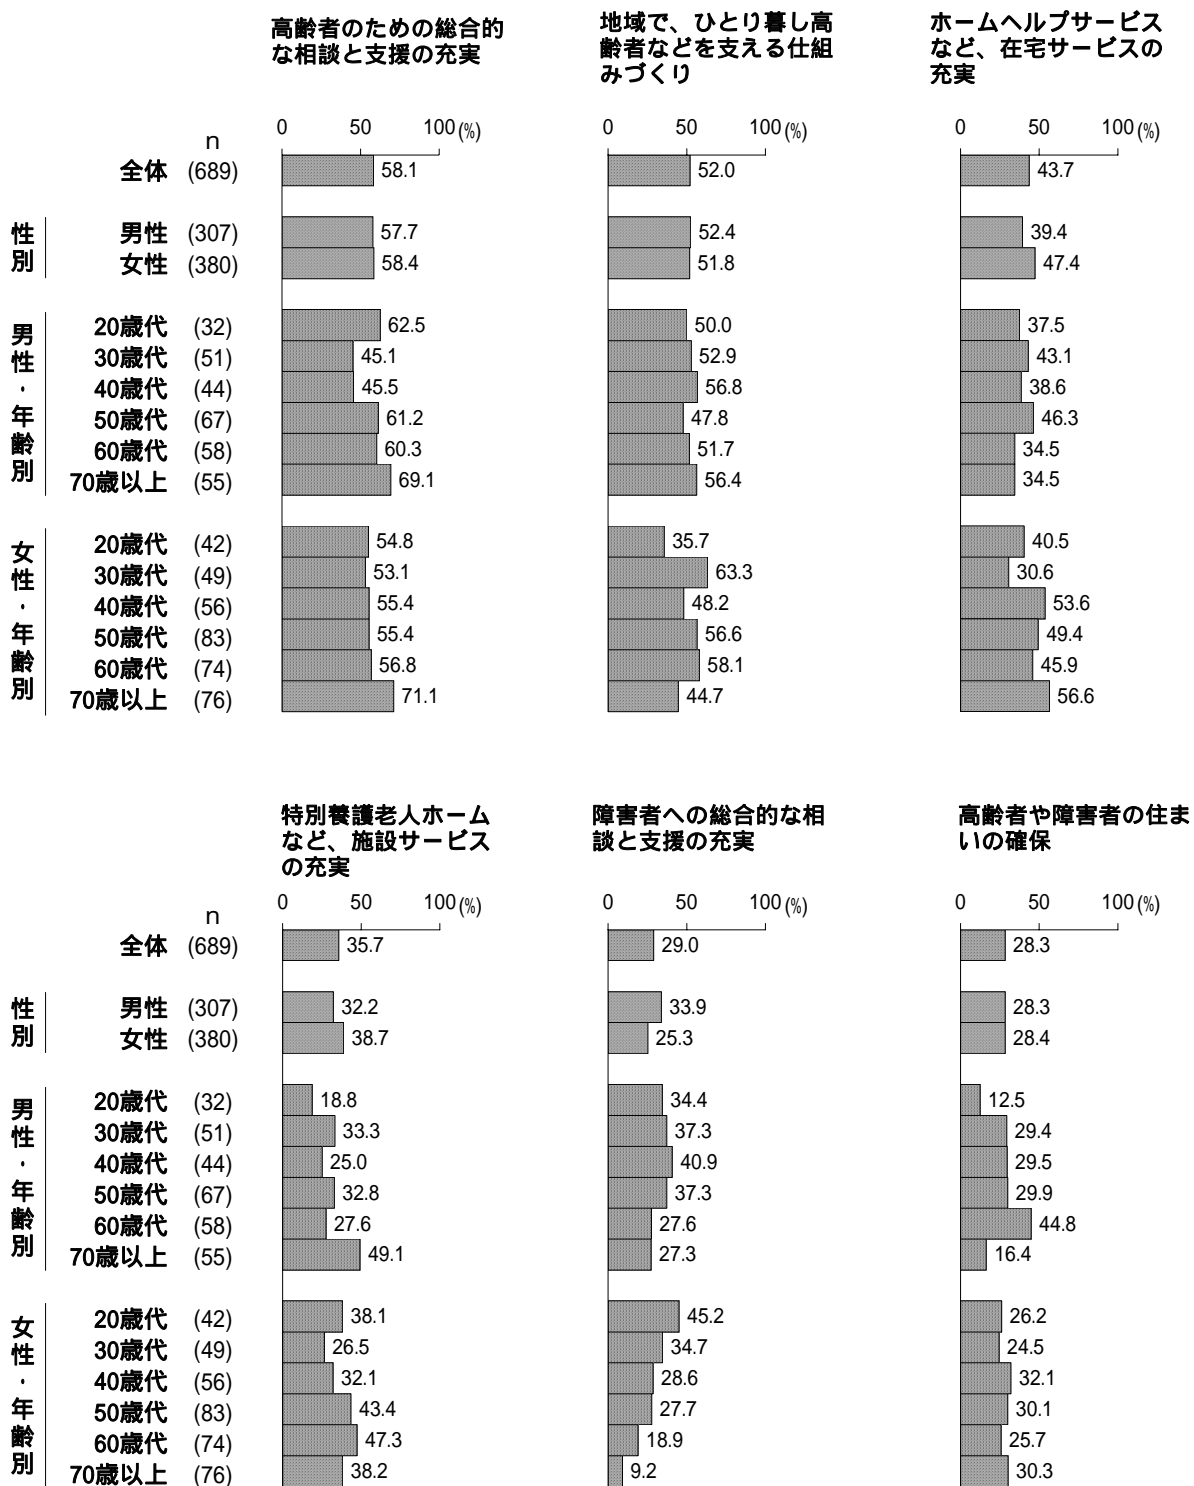 高齢者のための総合的
な相談と支援の充実
地域で、ひとり暮し高
齢者などを支える仕組
みづくり
ホームヘルプサービス
など、在宅サービスの
充実
n 0 50 100(%) 0 50 100(%) 0 50 100(%)
全体 (689) 58.1 52.0 43.7
性別
男性 (307) 57.7 52.4 39.4
女性 (380) 58.4 51.8 47.4
男性・年齢別
20歳代 (32) 62.5 50.0 37.5
30歳代 (51) 45.1 52.9 43.1
40歳代 (44) 45.5 56.8 38.6
50歳代 (67) 61.2 47.8 46.3
60歳代 (58) 60.3 51.7 34.5
70歳以上 (55) 69.1 56.4 34.5
女性・年齢別
20歳代 (42) 54.8 35.7 40.5
30歳代 (49) 53.1 63.3 30.6
40歳代 (56) 55.4 48.2 53.6
50歳代 (83) 55.4 56.6 49.4
60歳代 (74) 56.8 58.1 45.9
70歳以上 (76) 71.1 44.7 56.6
特別養護老人ホーム
など、施設サービス
の充実
障害者への総合的な相
談と支援の充実
高齢者や障害者の住ま
いの確保
n 0 50 100(%) 0 50 100(%) 0 50 100(%)
全体 (689) 35.7 29.0 28.3
性別
男性 (307) 32.2 33.9 28.3
女性 (380) 38.7 25.3 28.4
男性・年齢別
20歳代 (32) 18.8 34.4 12.5
30歳代 (51) 33.3 37.3 29.4
40歳代 (44) 25.0 40.9 29.5
50歳代 (67) 32.8 37.3 29.9
60歳代 (58) 27.6 27.6 44.8
70歳以上 (55) 49.1 27.3 16.4
女性・年齢別
20歳代 (42) 38.1 45.2 26.2
30歳代 (49) 26.5 34.7 24.5
40歳代 (56) 32.1 28.6 32.1
50歳代 (83) 43.4 27.7 30.1
60歳代 (74) 47.3 18.9 25.7
70歳以上 (76) 38.2 9.2 30.3